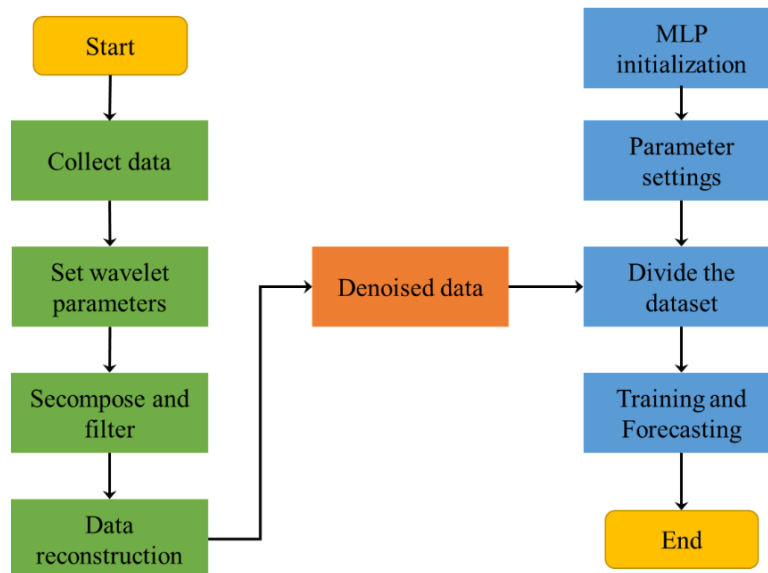 Start
Collect data
Set wavelet
parameters
Secompose and
filter
Data
reconstruction
Denoised data
MLP
initialization
Parameter
settings
Divide the
dataset
Training and
Forecasting
End